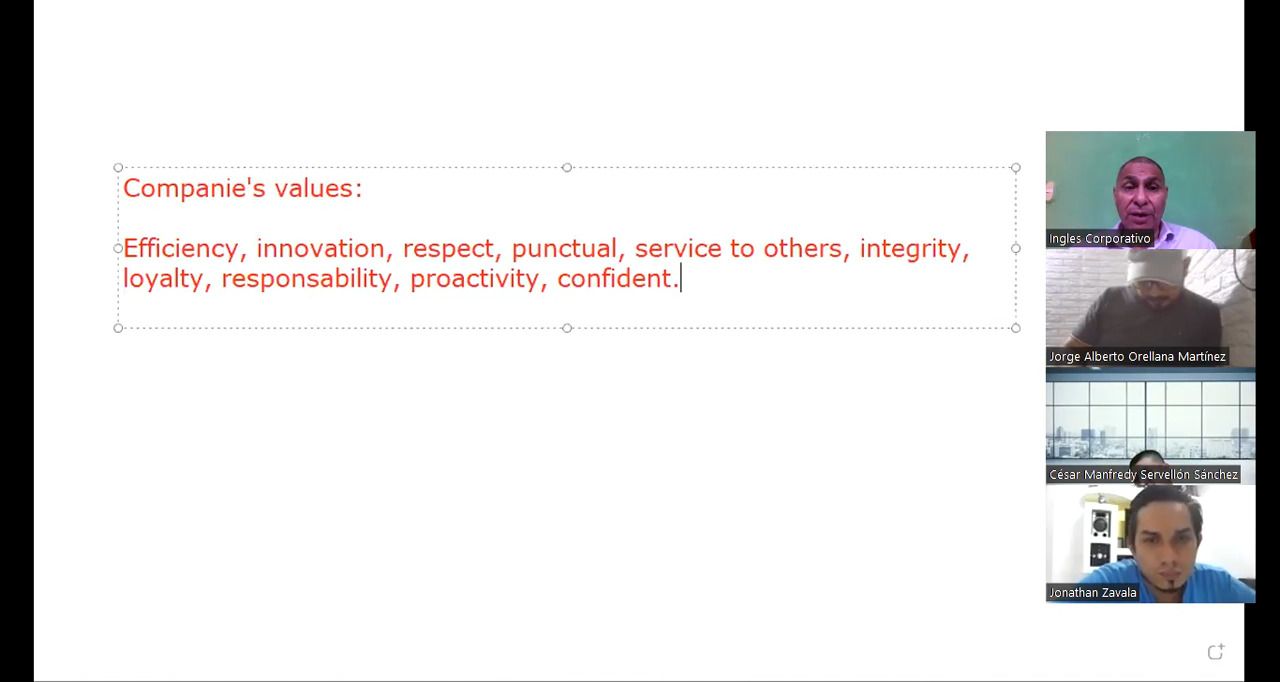 Companie's values:
Efficiency, innovation, respect, punctual, service to others, integrity,
loyalty, responsability, proactivity, confident.
Ingles Corporativo
Jorge Alberto Orellana Martínez
César Manfredy Servellón Sánchez
Jonathan Zavala